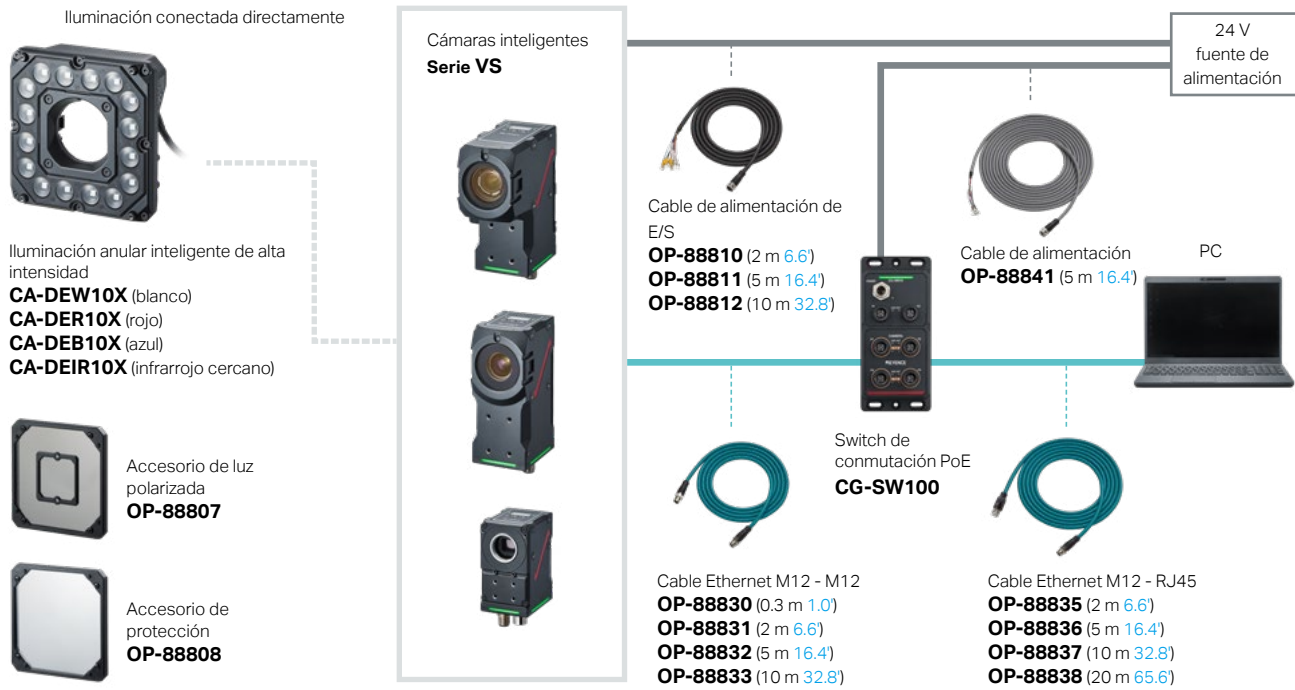 Iluminación conectada directamente
Iluminación anular inteligente de alta
intensidad
CA-DEW10X (blanco)
CA-DER10X (rojo)
CA-DEB10X (azul)
CA-DEIR10X (infrarrojo cercano)
Accesorio de luz
polarizada
OP-88807
Accesorio de
protección
OP-88808
Cámaras inteligentes
Serie VS
24 V
fuente de
alimentación
Cable de alimentación de
E/S
OP-88810 (2 m 6.6')
OP-88811 (5 m 16.4')
OP-88812 (10 m 32.8')
Cable de alimentación
OP-88841 (5 m 16.4')
PC
KEYENCE
Switch de
conmutación PoE
CG-SW100
Cable Ethernet M12 - M12
OP-88830 (0.3 m 1.0')
OP-88831 (2 m 6.6')
OP-88832 (5 m 16.4')
OP-88833 (10 m 32.8')
Cable Ethernet M12 - RJ45
OP-88835 (2 m 6.6')
OP-88836 (5 m 16.4')
OP-88837 (10 m 32.8')
OP-88838 (20 m 65.6')